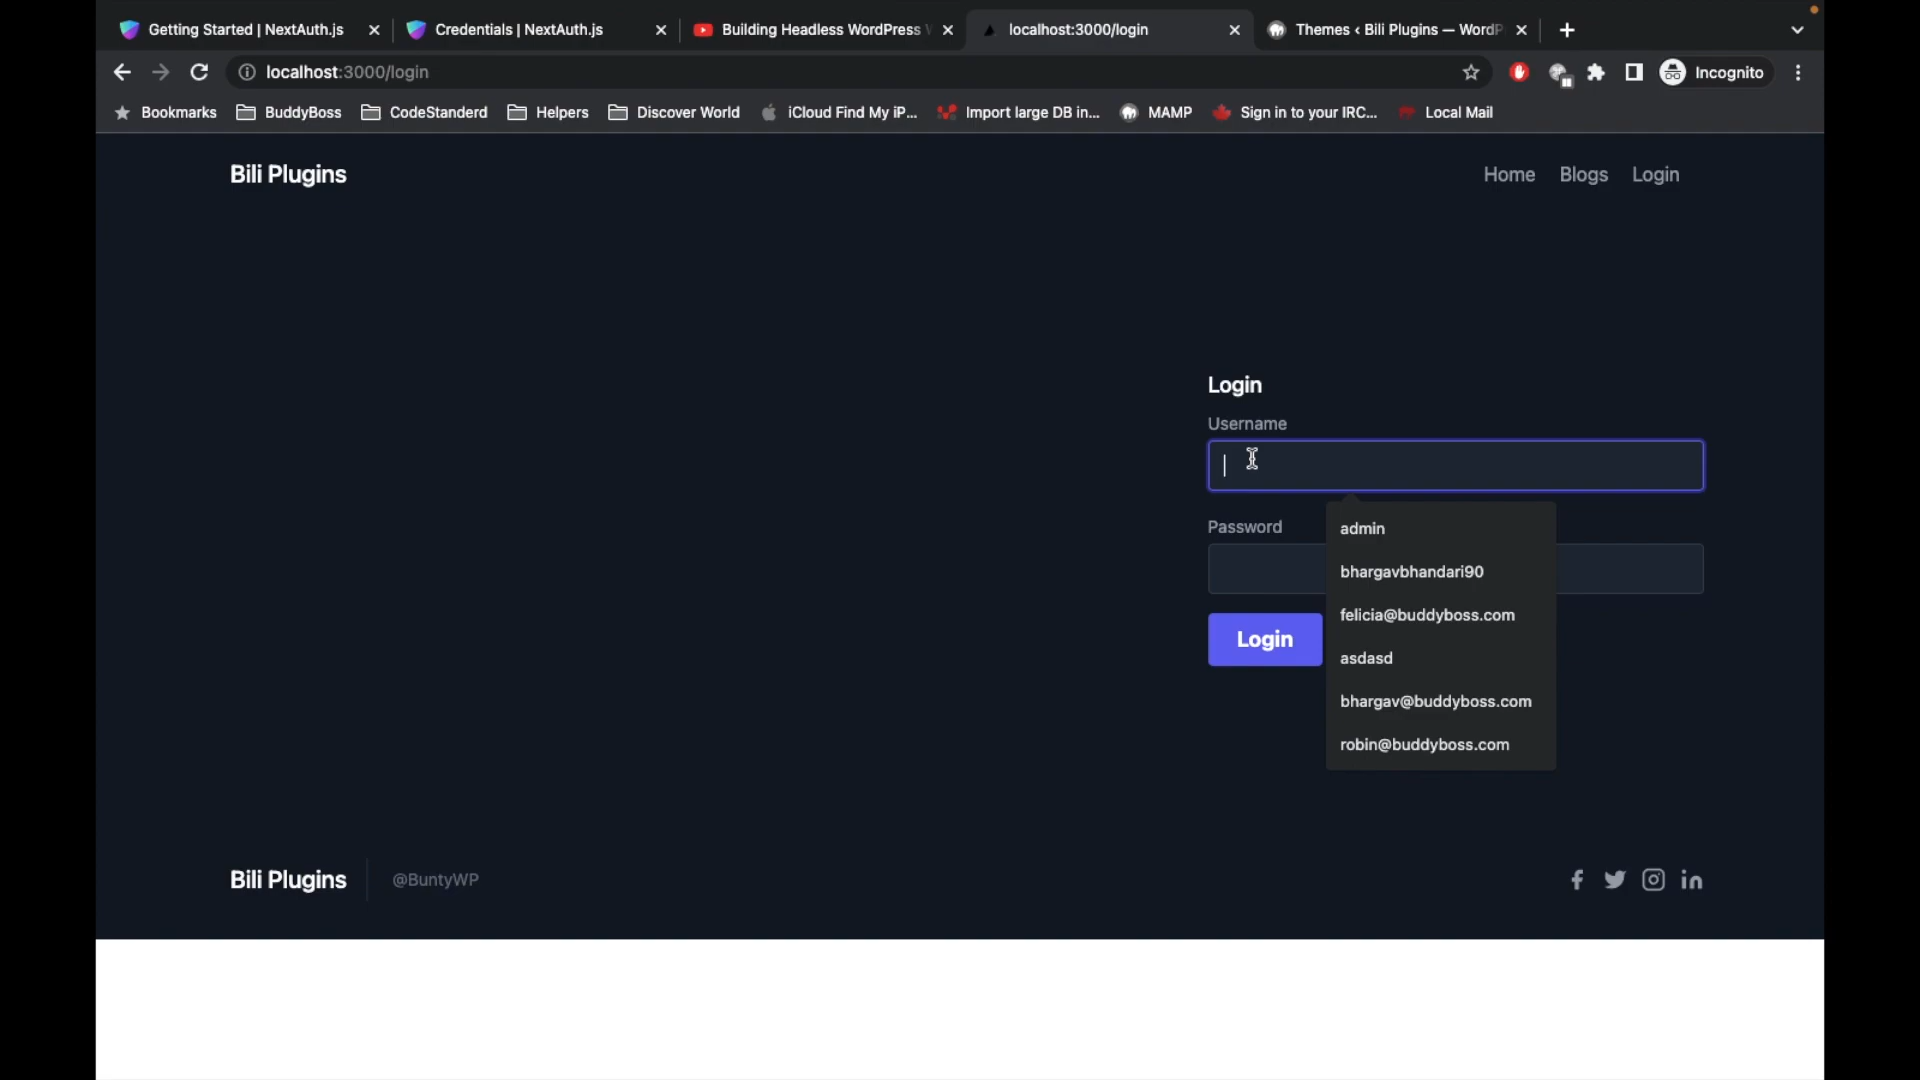 Getting Started | NextAuth.js
Credentials | NextAuth.js
Building Headless WordPress
localhost:3000/login
Themes ‹ Bili Plugins — WordP
localhost:3000/login
Incognito
Bookmarks
BuddyBoss
CodeStanderd
Helpers
Discover World
iCloud Find My iP...
Import large DB in...
MAMP
Sign in to your IRC...
Local Mail
Bili Plugins
Home
Blogs
Login
Login
Username
Password
admin
bhargavbhandari90
felicia@buddyboss.com
asdasd
bhargav@buddyboss.com
robin@buddyboss.com
Login
Bili Plugins
@BuntyWP